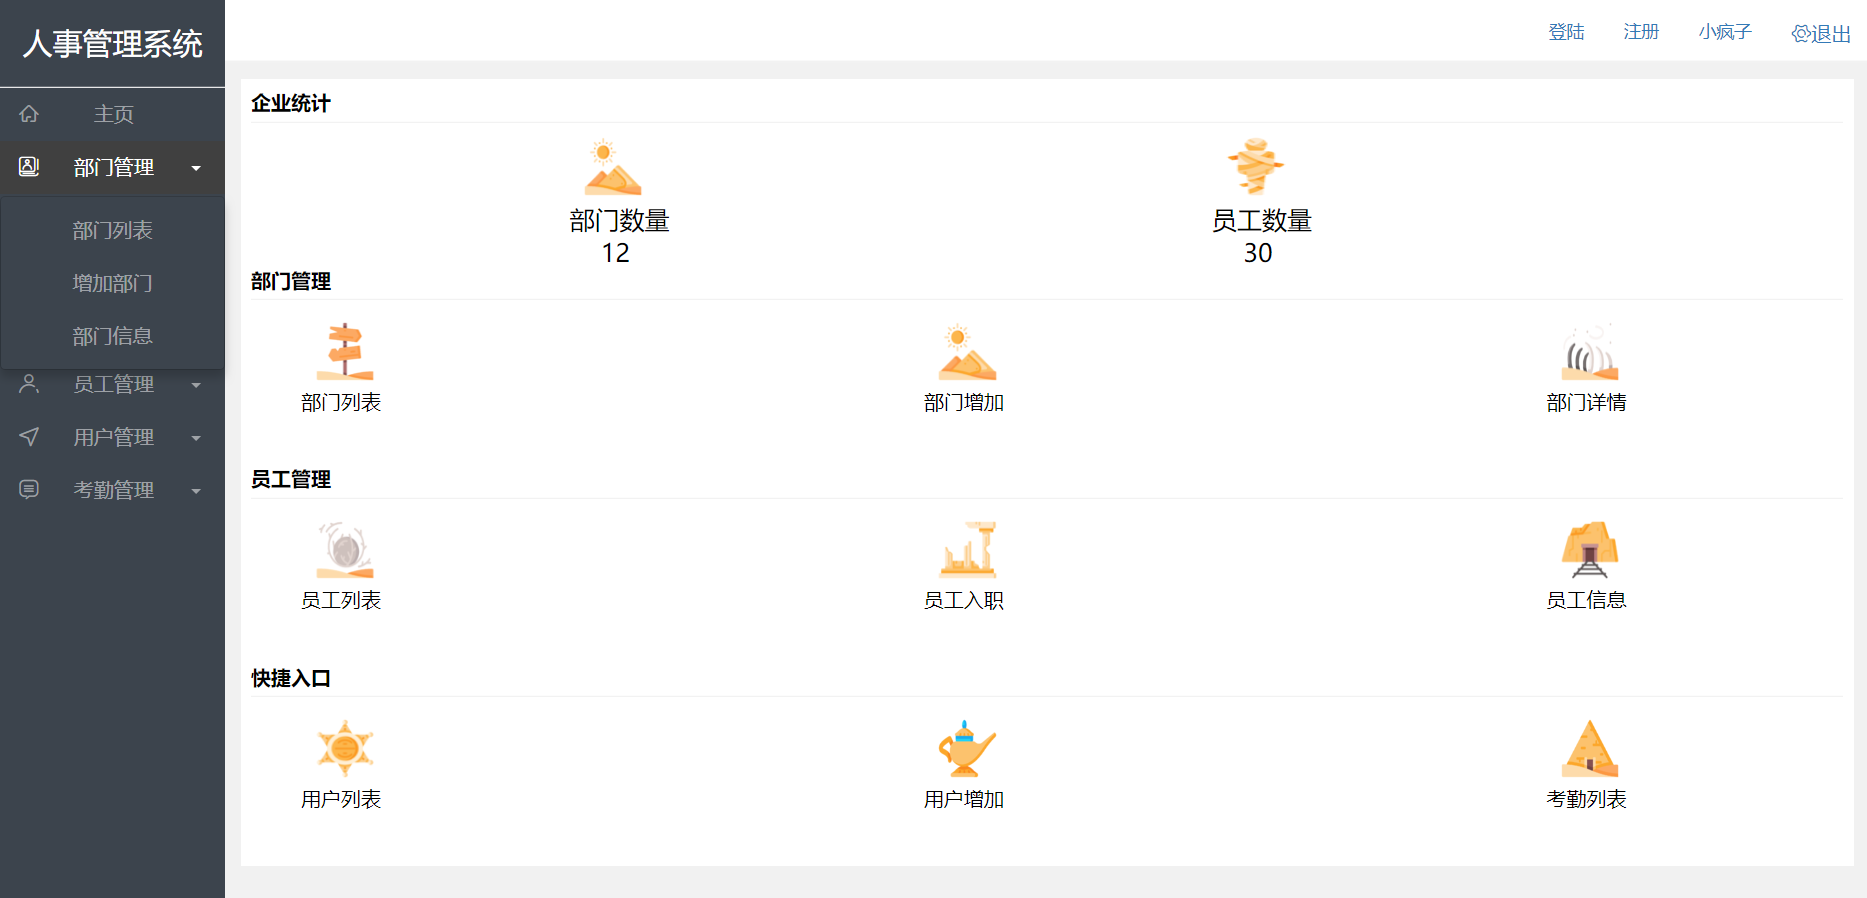 人事管理系统
登陆 注册 小疯子 退出
主页
部门管理
部门列表
增加部门
部门信息
员工管理
用户管理
考勤管理
企业统计
部门数量 员工数量
12 30
部门管理
部门列表 部门增加 部门详情
员工管理
员工列表 员工入职 员工信息
快捷入口
用户列表 用户增加 考勤列表